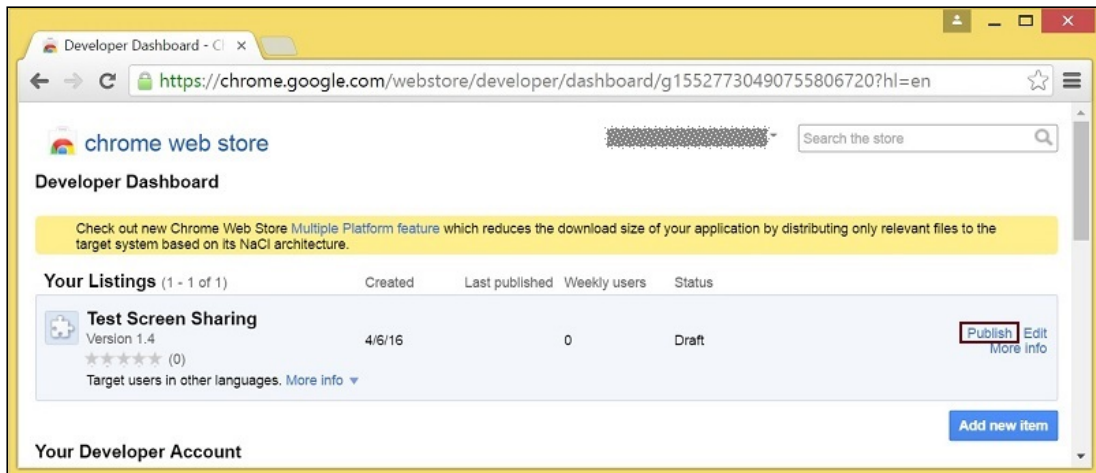 Developer Dashboard - C
https://chrome.google.com/webstore/developer/dashboard/g15527730490755806720?hl=en
chrome web store
Search the store
Developer Dashboard
Check out new Chrome Web Store Multiple Platform feature which reduces the download size of your application by distributing only relevant files to the
target system based on its NaCl architecture.
Your Listings (1 - 1 of 1) Created Last published Weekly users Status
Test Screen Sharing
Version 1.4 4/6/16 0 Draft Publish Edit
(0) More info
Target users in other languages. More info
Add new item
Your Developer Account